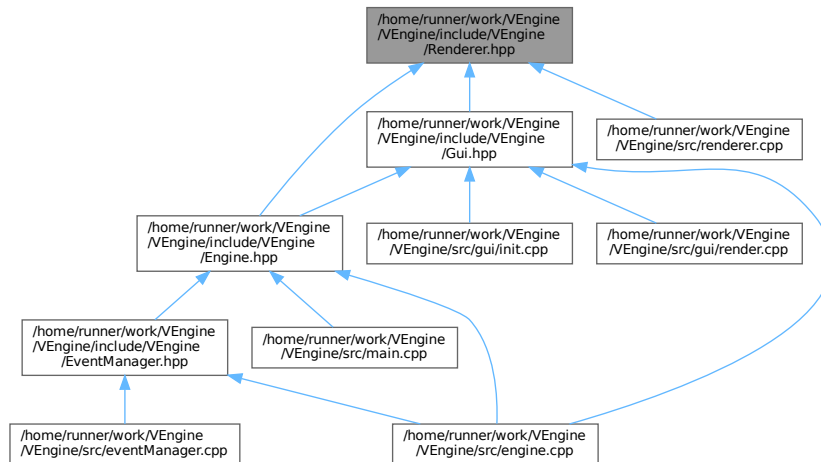 /home/runner/work/VEngine
/VEngine/include/VEngine
/Renderer.hpp
/home/runner/work/VEngine
/VEngine/include/VEngine
/Gui.hpp
/home/runner/work/VEngine
/VEngine/src/renderer.cpp
/home/runner/work/VEngine
/VEngine/include/VEngine
/Engine.hpp
/home/runner/work/VEngine
/VEngine/src/gui/init.cpp
/home/runner/work/VEngine
/VEngine/src/gui/render.cpp
/home/runner/work/VEngine
/VEngine/include/VEngine
/EventManager.hpp
/home/runner/work/VEngine
/VEngine/src/main.cpp
/home/runner/work/VEngine
/VEngine/src/eventManager.cpp
/home/runner/work/VEngine
/VEngine/src/engine.cpp